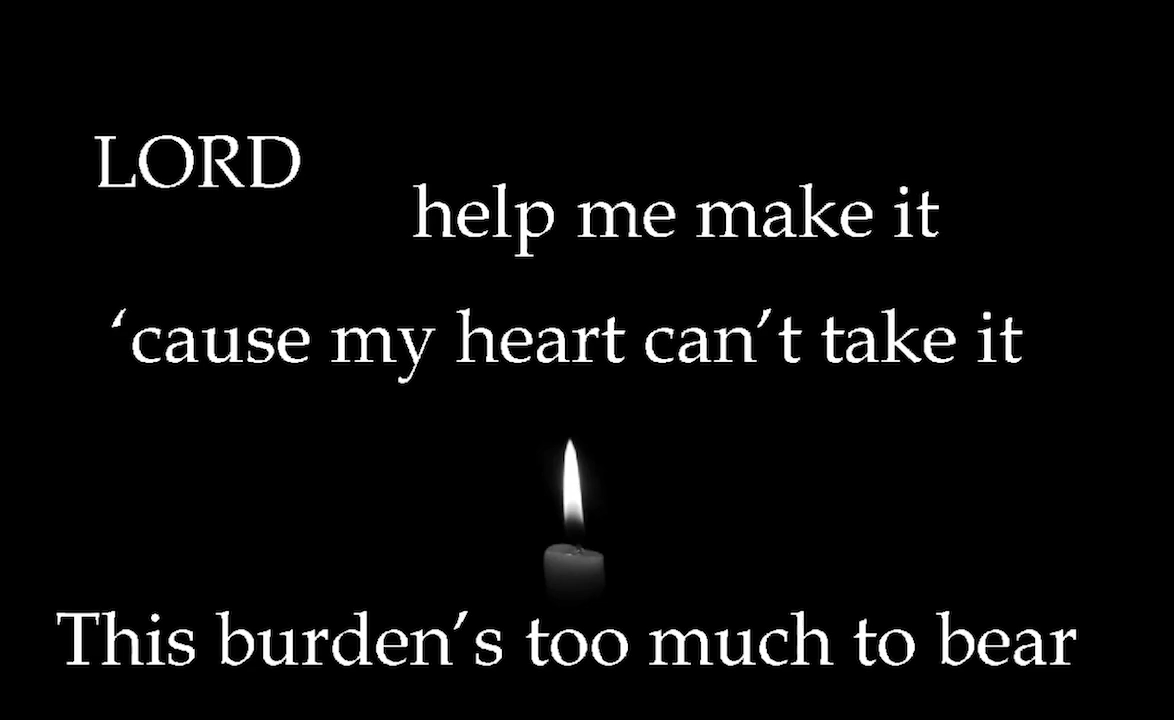 LORD
help me make it
‘cause my heart can’t take it
This burden’s too much to bear